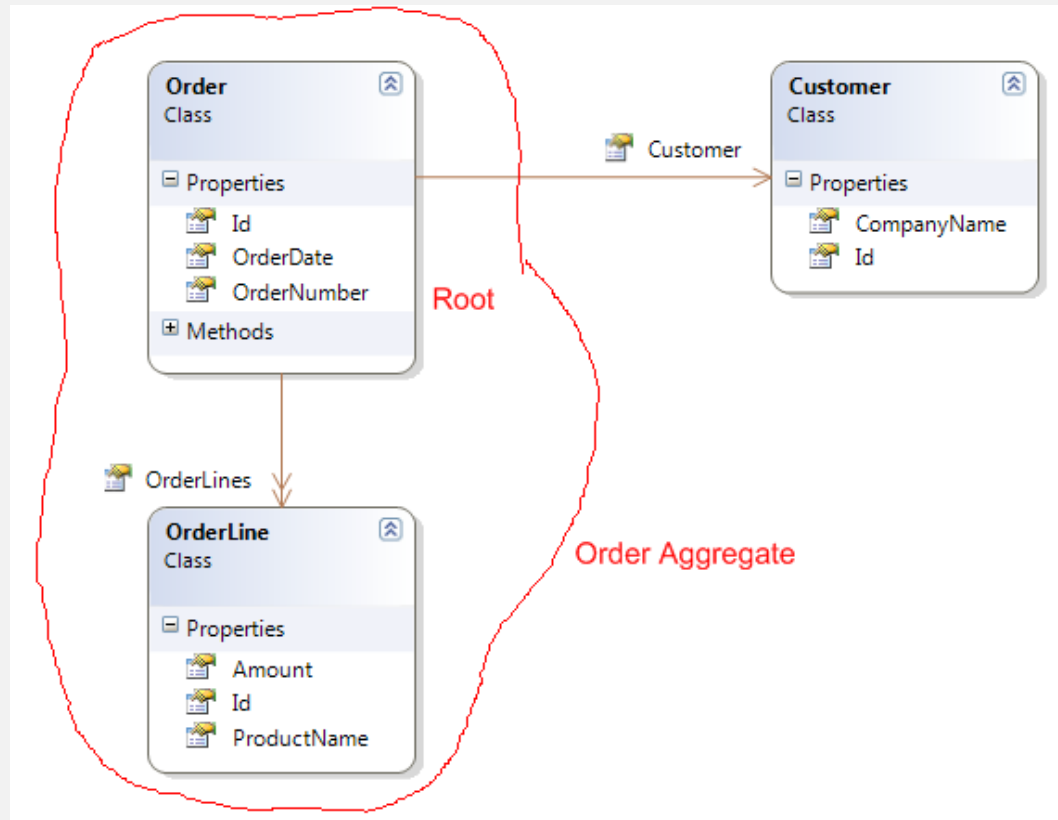 Order
Class
Properties
Id
OrderDate
OrderNumber
Methods
Root
Customer
Customer
Class
Properties
CompanyName
Id
OrderLines
OrderLine
Class
Properties
Amount
Id
ProductName
Order Aggregate